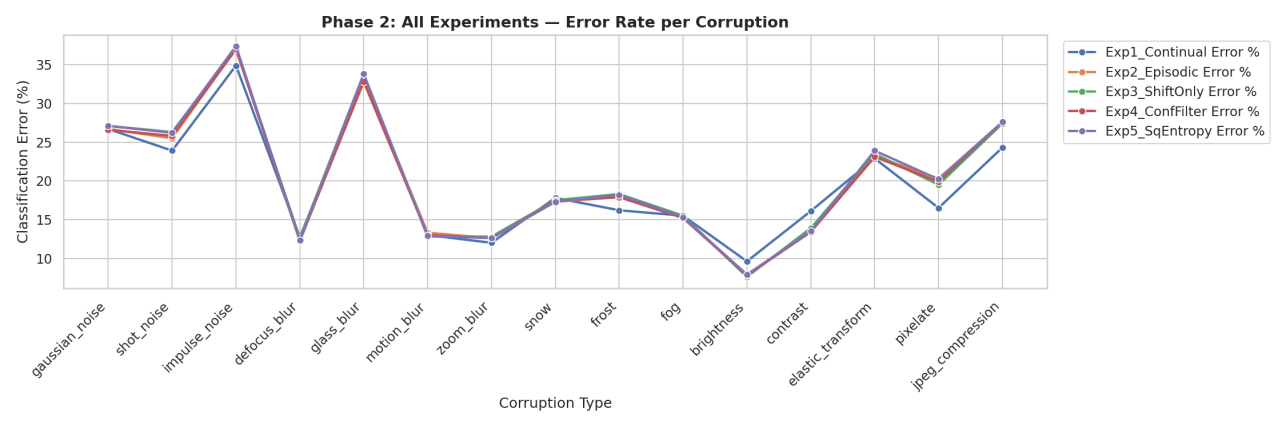 Phase 2: All Experiments — Error Rate per Corruption
Classification Error (%)
35
30
25
20
15
10
gaussian_noise
shot_noise
impulse_noise
defocus_blur
glass_blur
motion_blur
zoom_blur
snow
frost
fog
brightness
contrast
elastic_transform
pixelate
jpeg_compression
Corruption Type
Exp1_Continual Error %
Exp2_Episodic Error %
Exp3_ShiftOnly Error %
Exp4_ConfFilter Error %
Exp5_SqEntropy Error %